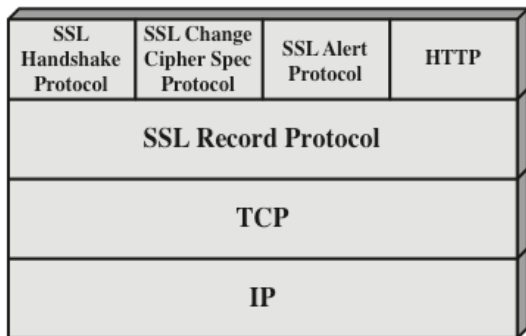 SSL
Handshake
Protocol
SSL Change
Cipher Spec
Protocol
SSL Alert
Protocol
HTTP
SSL Record Protocol
TCP
IP